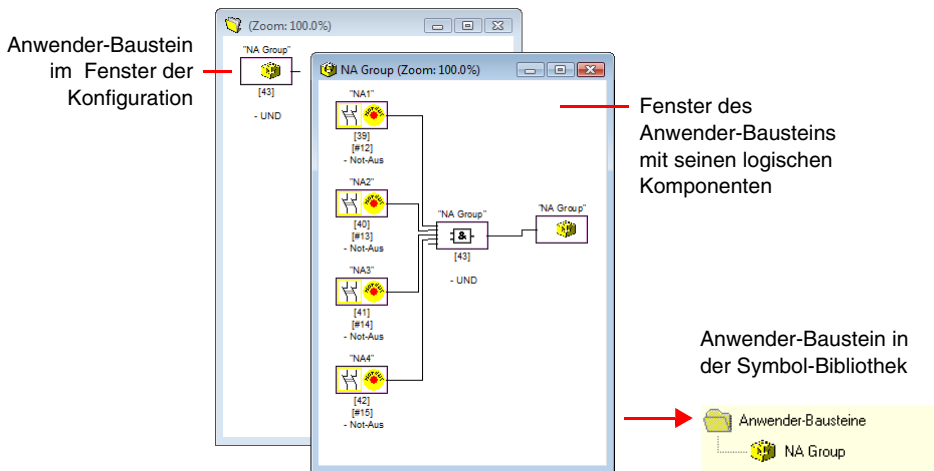 (Zoom: 100.0%)
Anwender-Baustein
im Fenster der
Konfiguration
"NA Group"
[43]
- UND
NA Group (Zoom: 100.0%)
"NA1"
[39]
[#12]
- Not-Aus
"NA2"
[40]
[#13]
- Not-Aus
"NA3"
[41]
[#14]
- Not-Aus
"NA4"
[42]
[#15]
- Not-Aus
"NA Group"
&
[43]
- UND
"NA Group"
Fenster des
Anwender-Bausteins
mit seinen logischen
Komponenten
Anwender-Baustein in
der Symbol-Bibliothek
Anwender-Bausteine
NA Group